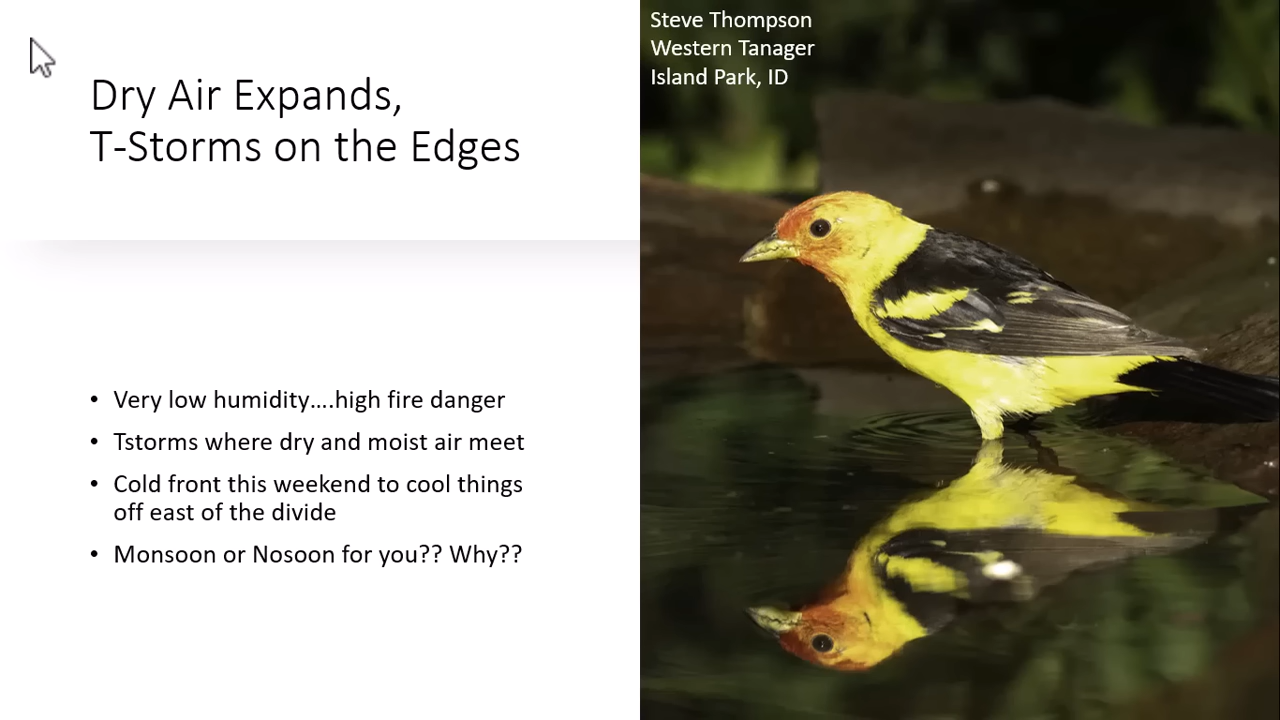 Dry Air Expands,
T-Storms on the Edges
• Very low humidity....high fire danger
• Tstorms where dry and moist air meet
• Cold front this weekend to cool things
off east of the divide
• Monsoon or Nosoon for you?? Why??
Steve Thompson
Western Tanager
Island Park, ID